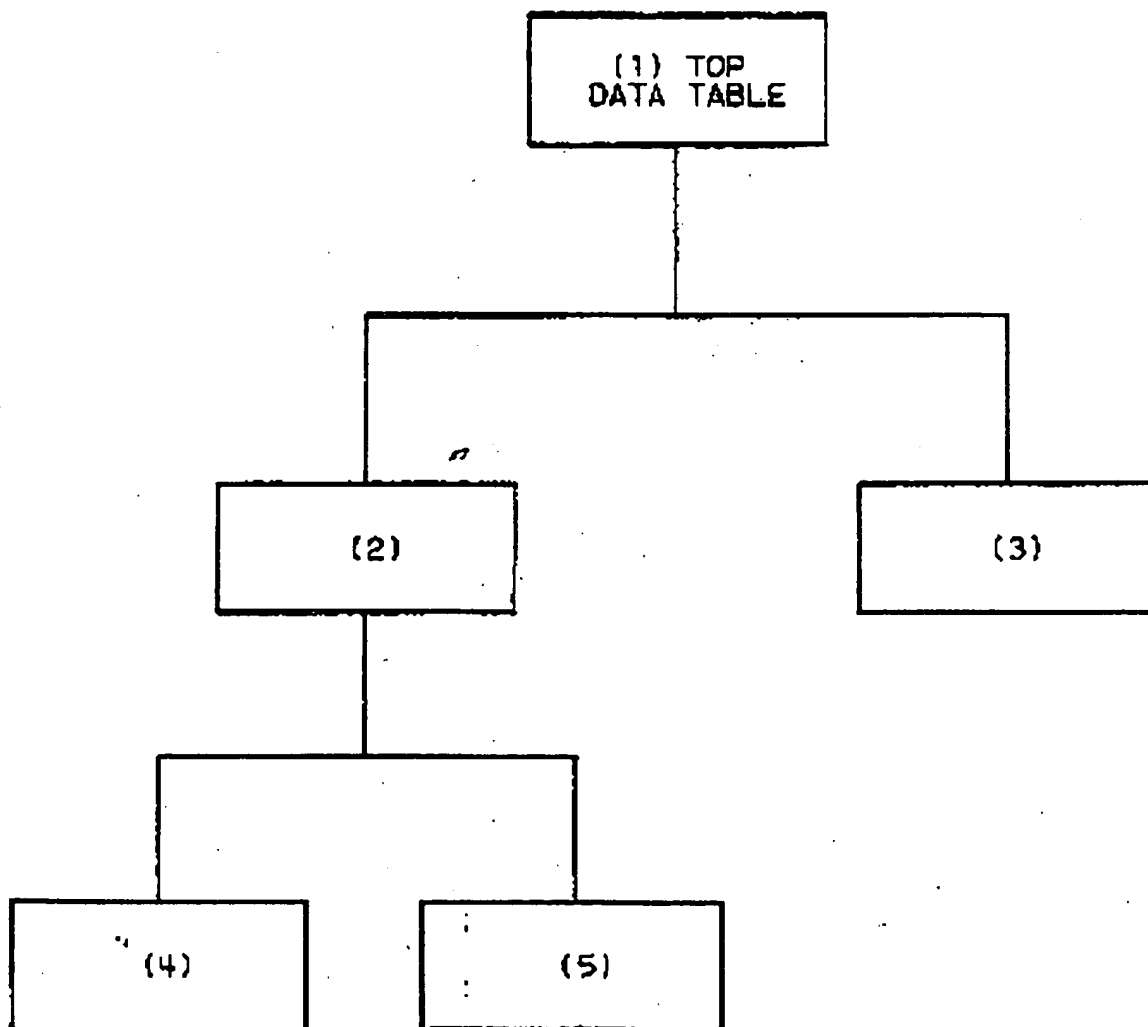 (1) TOP
DATA TABLE
(2)
(3)
(4)
(5)